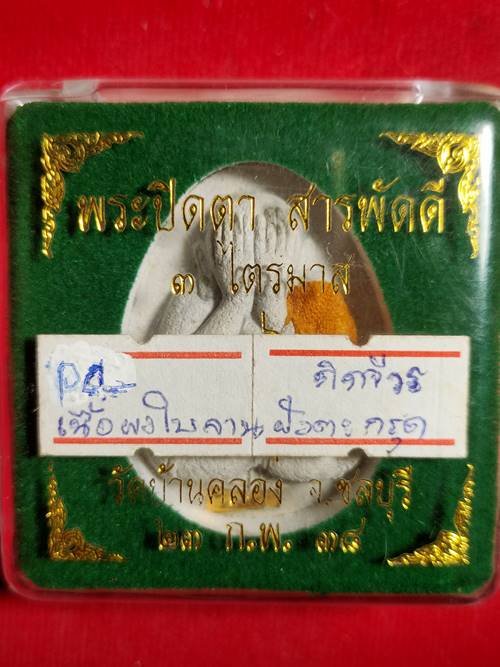 พระปิดตา สารพัดดี
๓ ไตรมาส
ติดจีวร
เนื้อผงใบลาน ฝังตะกรุด
วัดบ้านคลอง จ.ชลบุรี
๒๓ ก.พ. ๓๘